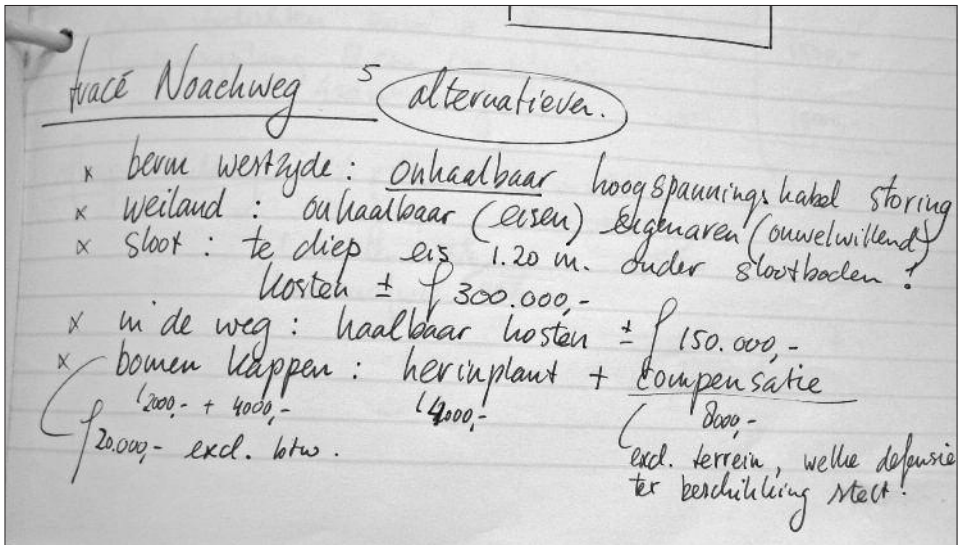 tracé Noachweg 5 alternatieven.
x berm westzyde : onhaalbaar hoogspanningskabel storing
x weiland : onhaalbaar (eisen) eigenaren (onwelwillend)
x sloot : te diep eis 1.20 m. onder slootboden !
kosten ± ƒ 300.000,-
x in de weg : haalbaar kosten ± ƒ 150.000,-
x bomen kappen : herinplant + compensatie
2000,- + 4000,- 4000,- 8000,-
ƒ 20.000,- excl. btw.
excl. terrein, welke defensie
ter beschikking stelt !